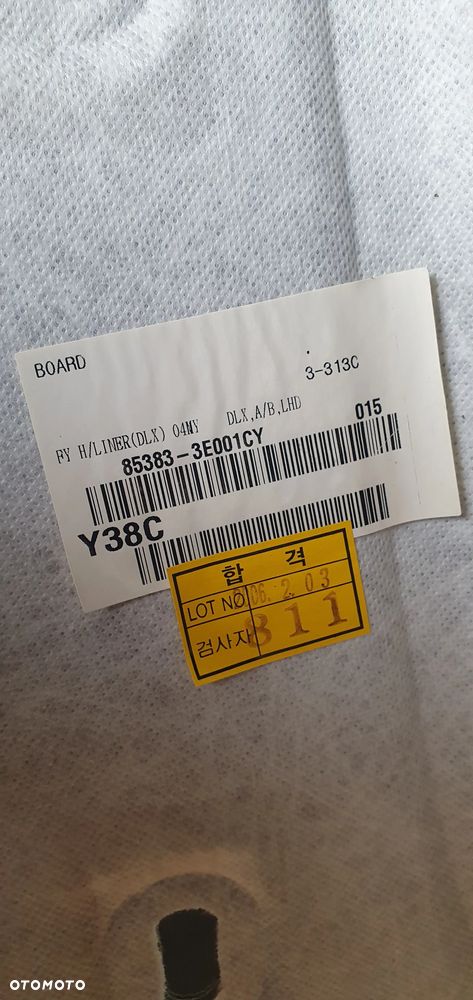 BOARD
3-313C
H/LINER(DLX) 04MY DLX,A/B,LHD
85383-3E001CY
015
Y38C
합 격
LOT NO 06. 2. 03
검사자 811
OTOMOTO